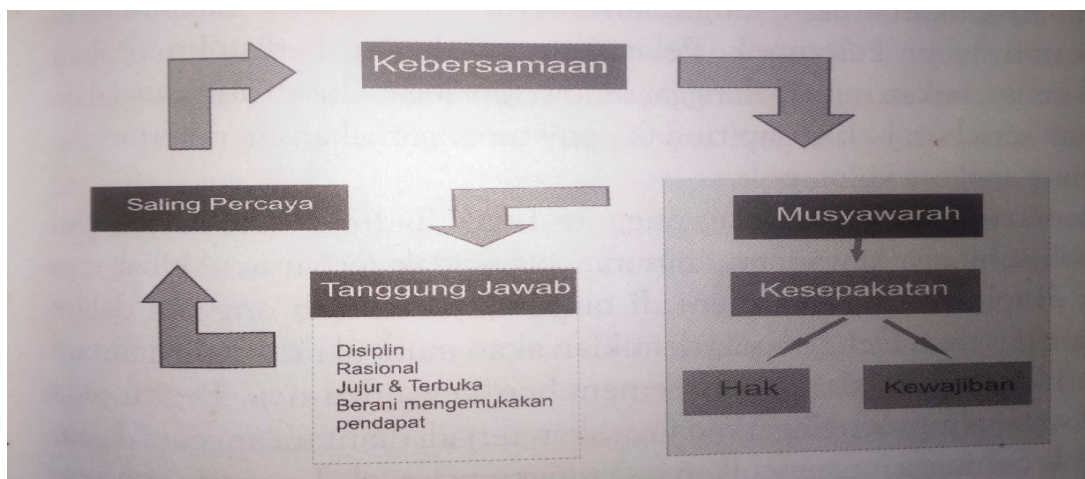 Kebersamaan
Saling Percaya
Musyawarah
Tanggung Jawab
Kesepakatan
Disiplin
Rasional
Jujur & Terbuka
Berani mengemukakan
pendapat
Hak
Kewajiban